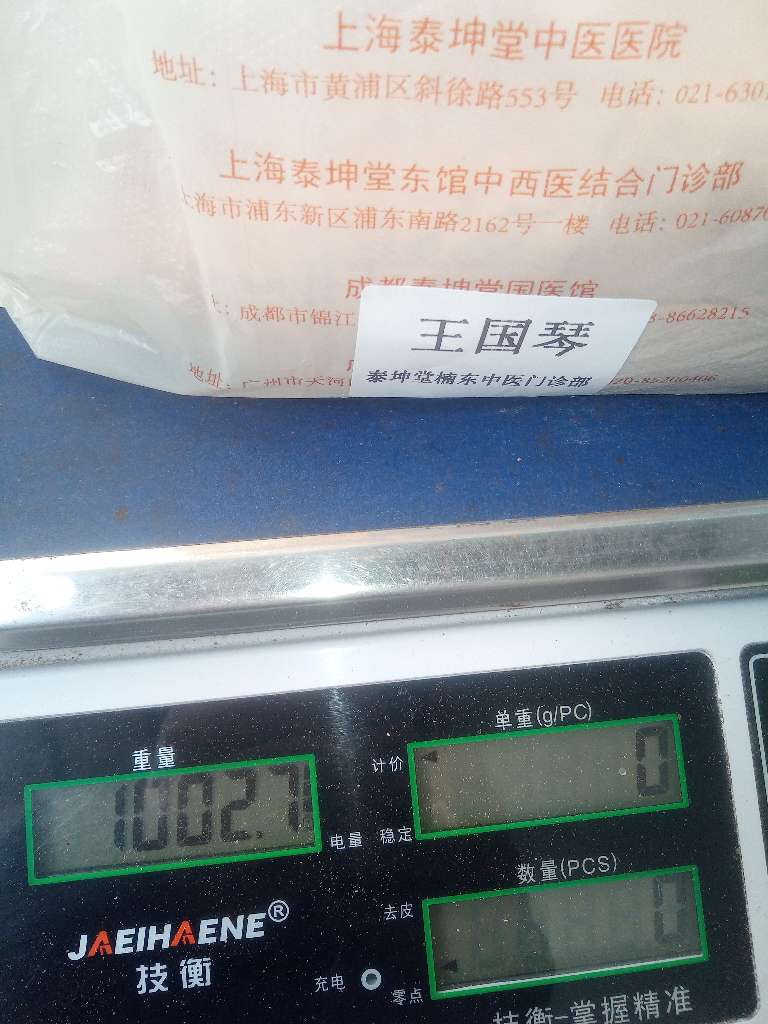 上海泰坤堂中医医院
地址：上海市黄浦区斜徐路553号 电话：021-6307
上海泰坤堂东馆中西医结合门诊部
上海市浦东新区浦东南路2162号一楼 电话：021-60870
成都泰坤堂国医馆
：成都市锦江 86628215
王国琴
地址：广州市天河
泰坤堂楠东中医门诊部
单重(g/PC)
重量
计价
0
1002.7
电量
稳定
数量(PCS)
去皮
0
JAEIHAENE®
技衡
充电
零点
技衡-掌握精准